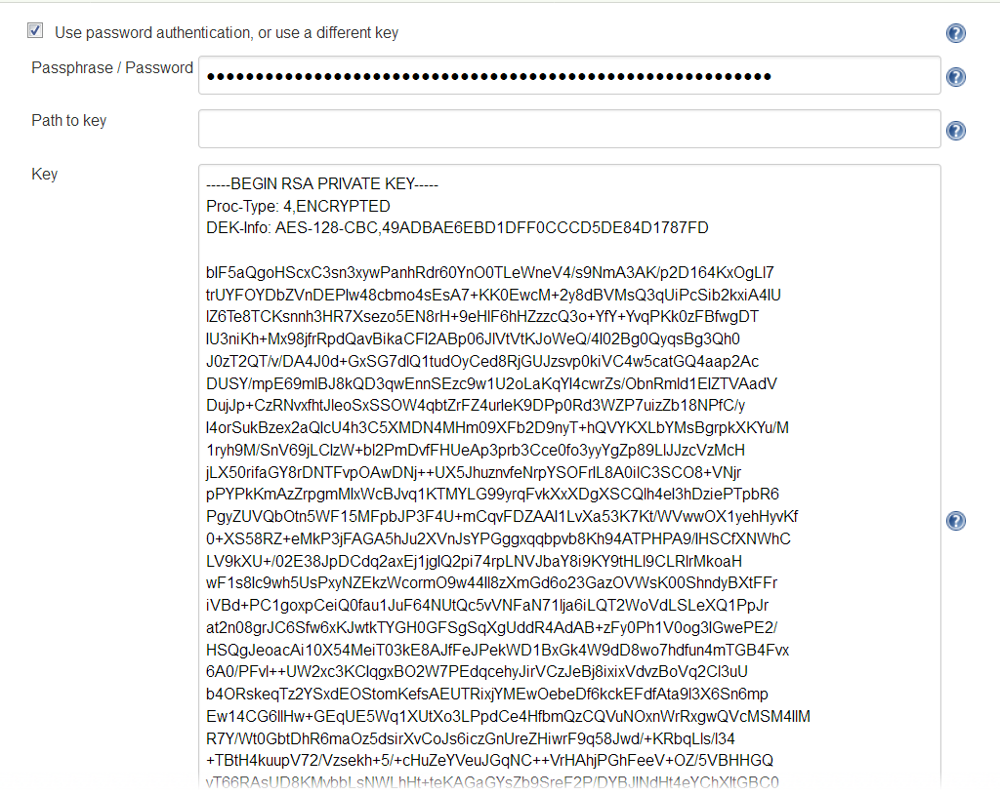 Use password authentication, or use a different key
Passphrase / Password
Path to key
Key
-----BEGIN RSA PRIVATE KEY-----
Proc-Type: 4,ENCRYPTED
DEK-Info: AES-128-CBC,49ADBAE6EBD1DFF0CCCD5DE84D1787FD
blF5aQgoHScxC3sn3xywPanhRdr60YnO0TLeWneV4/s9NmA3AK/p2D164KxOgLl7
trUYFOYDbZVnDEPlw48cbmo4sEsA7+KK0EwcM+2y8dBVMsQ3qUiPcSib2kxiA4IU
lZ6Te8TCKsnnh3HR7Xsezo5EN8rH+9eHlF6hHZzzcQ3o+YfY+YvqPKk0zFBfwgDT
lU3niKh+Mx98jfrRpdQavBikaCFl2ABp06JlVtVtKJoWeQ/4l02Bg0QyqsBg3Qh0
J0zT2QT/v/DA4J0d+GxSG7dlQ1tudOyCed8RjGUJzsvp0kiVC4w5catGQ4aap2Ac
DUSY/mpE69mlBJ8kQD3qwEnnSEzc9w1U2oLaKqYl4cwrZs/ObnRmld1ElZTVAadV
DujJp+CzRNvxfhtJleoSxSSOW4qbtZrFZ4urleK9DPp0Rd3WZP7uizZb18NPfC/y
l4orSukBzex2aQlcU4h3C5XMDN4MHm09XFb2D9nyT+hQVYKXLbYMsBgrpkXKYu/M
1ryh9M/SnV69jLClzW+bl2PmDvfFHUeAp3prb3Cce0fo3yyYgZp89LlJJzcVzMcH
jLX50rifaGY8rDNTFvpOAwDNj++UX5JhuznvfeNrpYSOFrlL8A0ilC3SCO8+VNjr
pPYPkKmAzZrpgmMlxWcBJvq1KTMYLG99yrqFvkXxXDgXSCQlh4el3hDziePTpbR6
PgyZUVQbOtn5WF15MFpbJP3F4U+mCqvFDZAAl1LvXa53K7Kt/WVwwOX1yehHyvKf
0+XS58RZ+eMkP3jFAGA5hJu2XVnJsYPGggxqqbpvb8Kh94ATPHPA9/lHSCfXNWhC
LV9kXU+/02E38JpDCdq2axEj1jglQ2pi74rpLNVJbaY8i9KY9tHLl9CLRlrMkoaH
wF1s8lc9wh5UsPxyNZEkzWcormO9w44ll8zXmGd6o23GazOVWsK00ShndyBXtFFr
iVBd+PC1goxpCeiQ0fau1JuF64NUtQc5vVNFaN71lja6iLQT2WoVdLSLeXQ1PpJr
at2n08grJC6Sfw6xKJwtkTYGH0GFSgSqXgUddR4AdAB+zFy0Ph1V0og3lGwePE2/
HSQgJeoacAi10X54MeiT03kE8AJfFeJPekWD1BxGk4W9dD8wo7hdfun4mTGB4Fvx
6A0/PFvl++UW2xc3KClqgxBO2W7PEdqcehyJirVCzJeBj8ixixVdvzBoVq2Cl3uU
b4ORskeqTz2YSxdEOStomKefsAEUTRixjYMEwOebeDf6kckEFdfAta9l3X6Sn6mp
Ew14CG6llHw+GEqUE5Wq1XUtXo3LPpdCe4HfbmQzCQVuNOxnWrRxgwQVcMSM4llM
R7Y/Wt0GbtDhR6maOz5dsirXvCoJs6iczGnUreZHiwrF9q58Jwd/+KRbqLls/l34
+TBtH4kuupV72/Vzsekh+5/+cHuZeYVeuJGqNC++VrHAhjPGhFeeV+OZ/5VBHHGQ